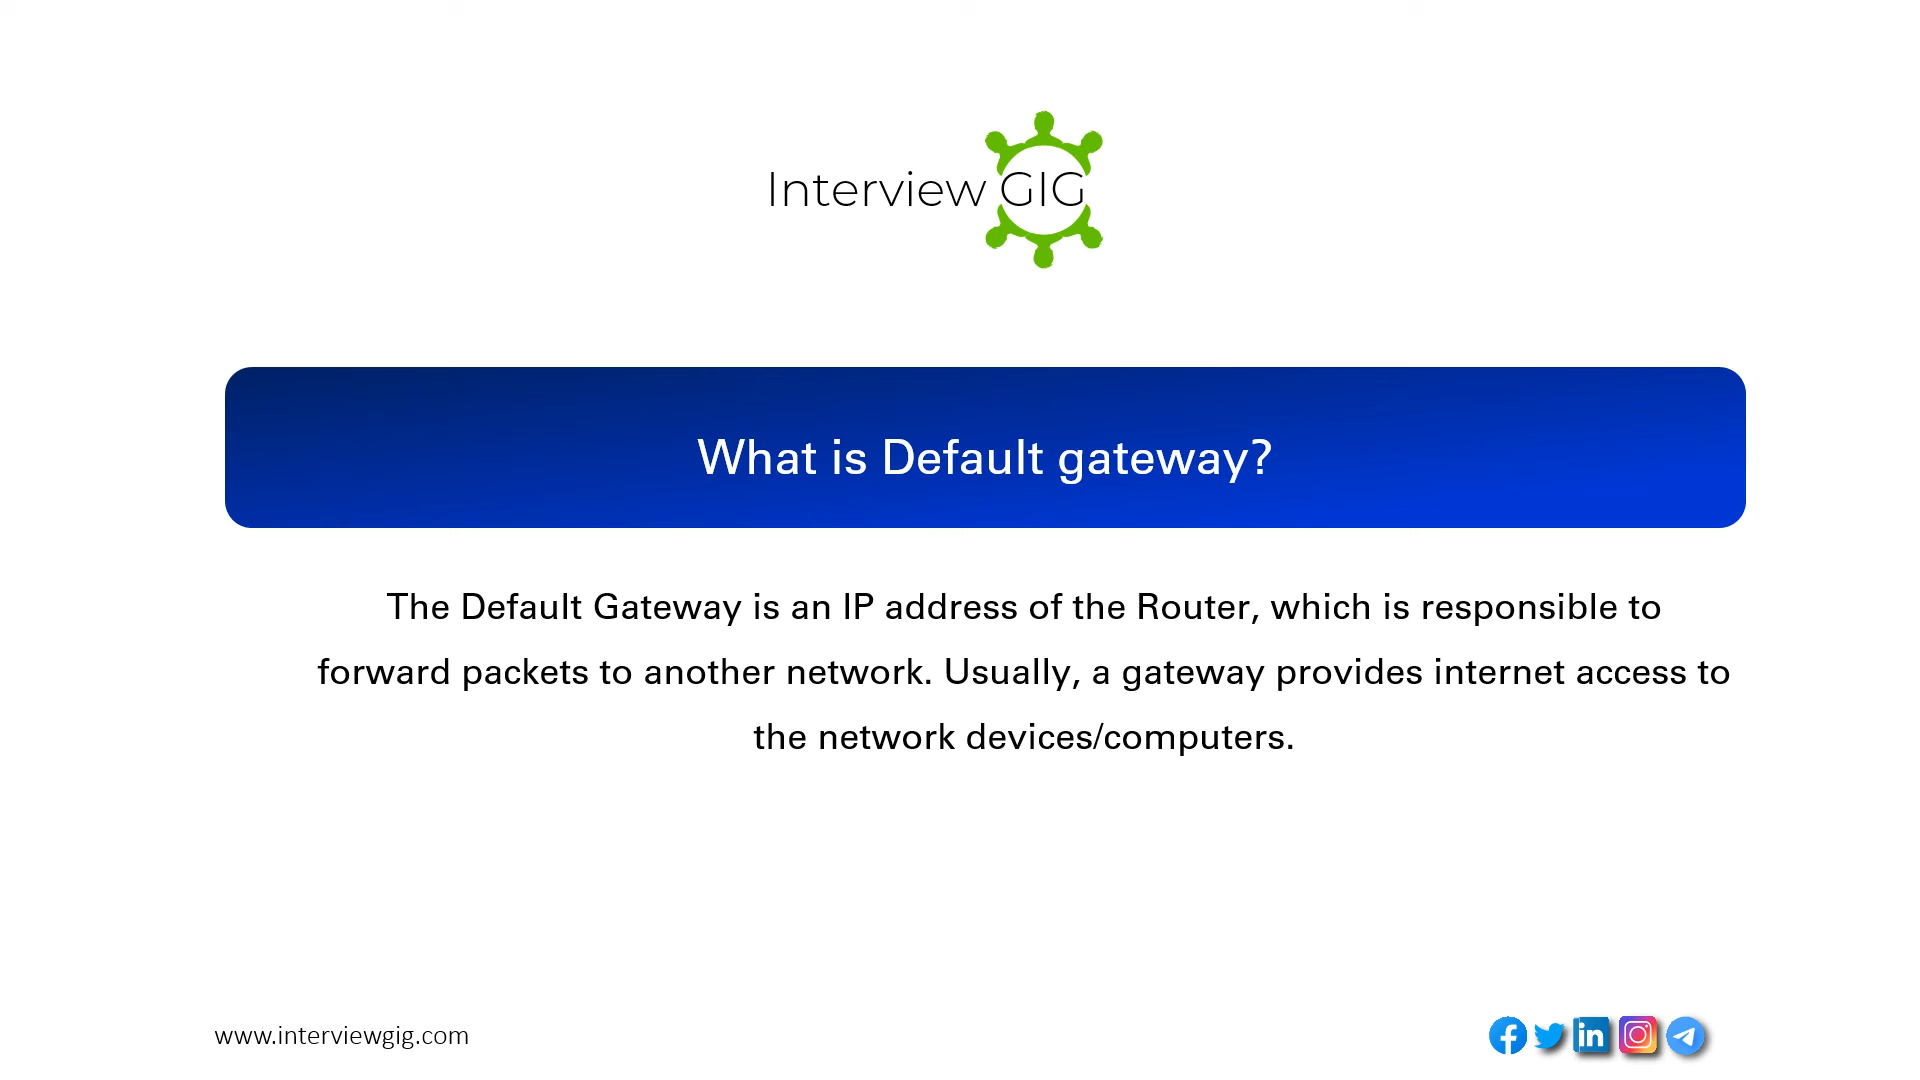 Interview GIG
What is Default gateway?
The Default Gateway is an IP address of the Router, which is responsible to
forward packets to another network. Usually, a gateway provides internet access to
the network devices/computers.
www.interviewgig.com
in